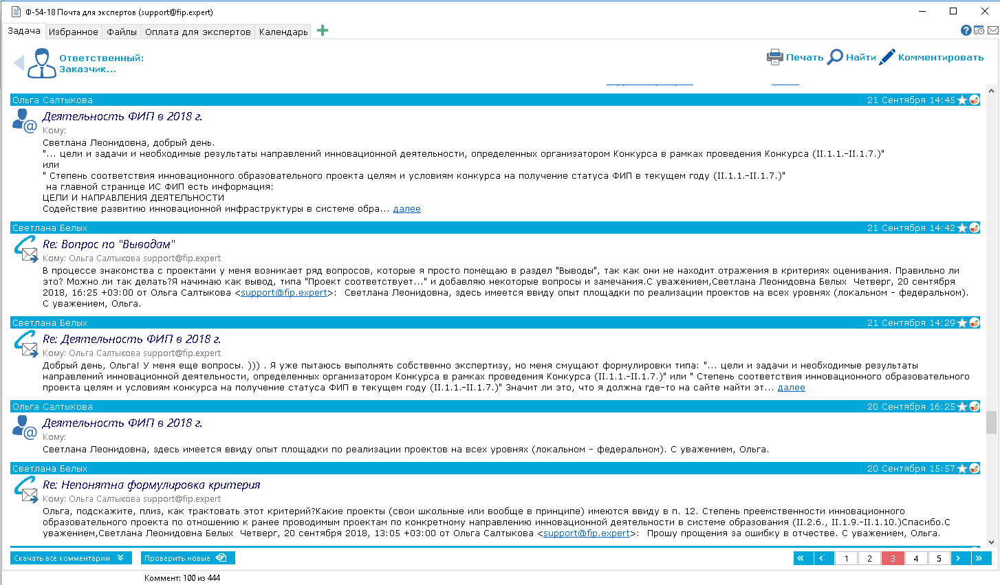 Ф-54-18 Почта для экспертов (support@fip.expert)
Задача Избранное Файлы Оплата для экспертов Календарь
Ответственный:
Заказчик...
Печать Найти Комментировать
Ольга Салтыкова 21 Сентября 14:45
Деятельность ФИП в 2018 г.
Кому:
Светлана Леонидовна, добрый день.
"... цели и задачи и необходимые результаты направлений инновационной деятельности, определенных организатором Конкурса в рамках проведения Конкурса (II.1.1.–II.1.7.)"
или
" Степень соответствия инновационного образовательного проекта целям и условиям конкурса на получение статуса ФИП в текущем году (II.1.1.–II.1.7.)"
на главной странице ИС ФИП есть информация:
ЦЕЛИ И НАПРАВЛЕНИЯ ДЕЯТЕЛЬНОСТИ
Содействие развитию инновационной инфраструктуры в системе обра... далее
Светлана Белых 21 Сентября 14:42
Re: Вопрос по "Выводам"
Кому: Ольга Салтыкова support@fip.expert
В процессе знакомства с проектами у меня возникает ряд вопросов, которые я просто помещаю в раздел "Выводы", так как они не находит отражения в критериях оценивания. Правильно ли
это? Можно ли так делать?Я начинаю как вывод, типа "Проект соответствует..." и добавляю некоторые вопросы и замечания.С уважением,Светлана Леонидовна Белых  Четверг, 20 сентября
2018, 16:25 +03:00 от Ольга Салтыкова <support@fip.expert>:  Светлана Леонидовна, здесь имеется ввиду опыт площадки по реализации проектов на всех уровнях (локальном – федеральном).
С уважением, Ольга.
Светлана Белых 21 Сентября 14:29
Re: Деятельность ФИП в 2018 г.
Кому: Ольга Салтыкова support@fip.expert
Добрый день, Ольга! У меня еще вопросы. ))) . Я уже пытаюсь выполнять собственно экспертизу, но меня смущают формулировки типа: "... цели и задачи и необходимые результаты
направлений инновационной деятельности, определенных организатором Конкурса в рамках проведения Конкурса (II.1.1.–II.1.7.)" или " Степень соответствия инновационного образовательного
проекта целям и условиям конкурса на получение статуса ФИП в текущем году (II.1.1.–II.1.7.)" Значит ли это, что я должна где-то на сайте найти эт... далее
Ольга Салтыкова 20 Сентября 16:25
Деятельность ФИП в 2018 г.
Кому:
Светлана Леонидовна, здесь имеется ввиду опыт площадки по реализации проектов на всех уровнях (локальном – федеральном). С уважением, Ольга.
Светлана Белых 20 Сентября 15:57
Re: Непонятна формулировка критерия
Кому: Ольга Салтыкова support@fip.expert
Ольга, подскажите, плиз, как трактовать этот критерий?Какие проекты (свои школьные или вообще в принципе) имеются ввиду в п. 12. Степень преемственности инновационного
образовательного проекта по отношению к ранее проводимым проектам по конкретному направлению инновационной деятельности в системе образования (II.2.6., II.1.9.–II.1.10.)Спасибо.С
уважением,Светлана Леонидовна Белых  Четверг, 20 сентября 2018, 13:05 +03:00 от Ольга Салтыкова <support@fip.expert>:  Прошу прощения за ошибку в отчестве. С уважением, Ольга.
Скачать все комментарии Проверить новые 1 2 3 4 5
Коммент: 100 из 444